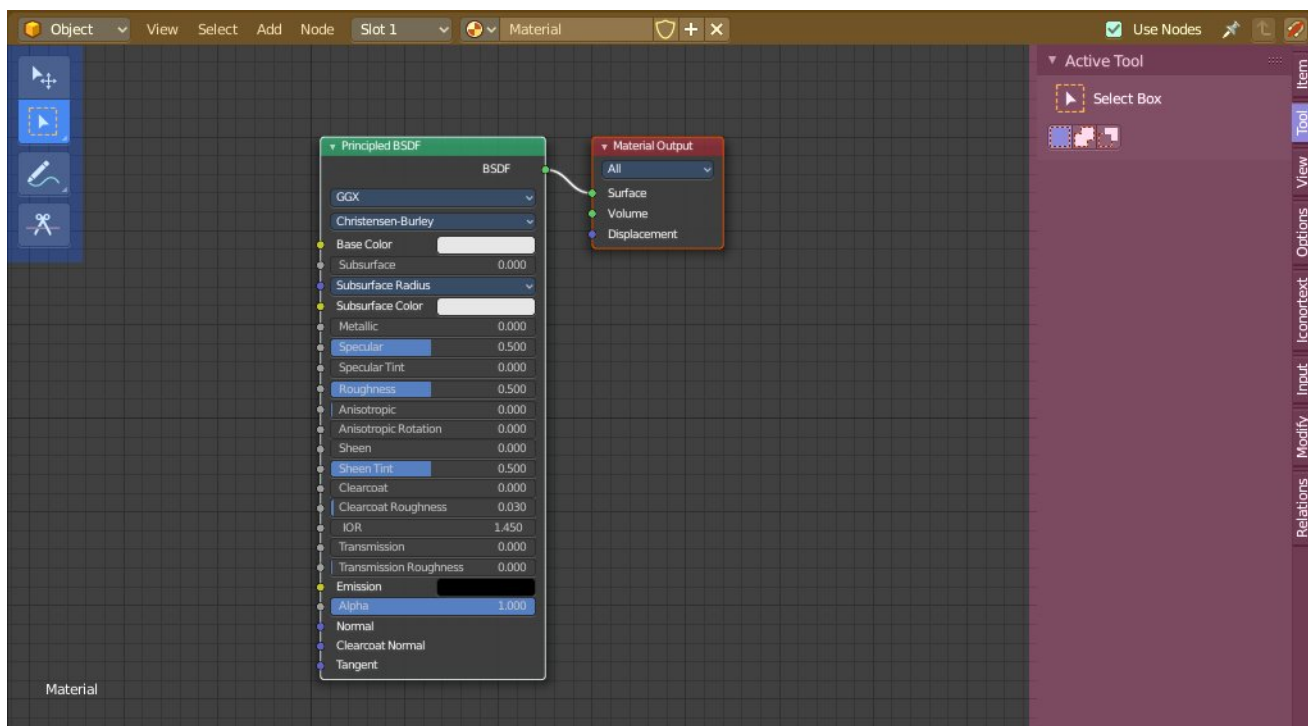 Object View Select Add Node Slot 1 Material Use Nodes
Active Tool
Select Box
Item
Tool
View
Options
Iconortext
Input
Modify
Relations
Principled BSDF
BSDF
GGX
Christensen-Burley
Base Color
Subsurface 0.000
Subsurface Radius
Subsurface Color
Metallic 0.000
Specular 0.500
Specular Tint 0.000
Roughness 0.500
Anisotropic 0.000
Anisotropic Rotation 0.000
Sheen 0.000
Sheen Tint 0.500
Clearcoat 0.000
Clearcoat Roughness 0.030
IOR 1.450
Transmission 0.000
Transmission Roughness 0.000
Emission
Alpha 1.000
Normal
Clearcoat Normal
Tangent
Material Output
All
Surface
Volume
Displacement
Material